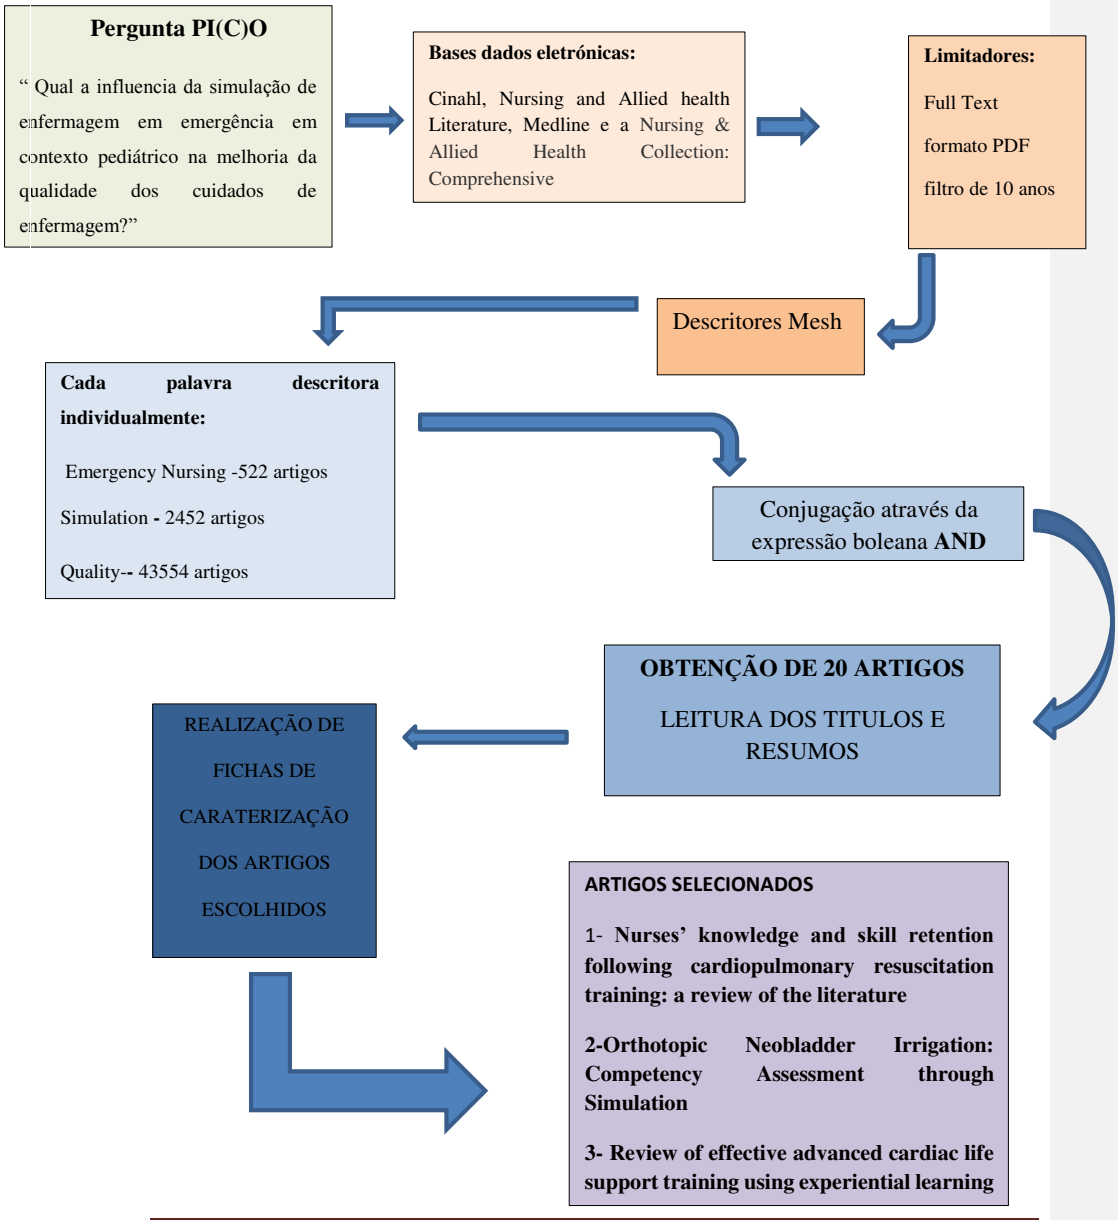 Pergunta PI(C)O
“ Qual a influencia da simulação de
enfermagem em emergência em
contexto pediátrico na melhoria da
qualidade dos cuidados de
enfermagem?”
Bases dados eletrónicas:
Cinahl, Nursing and Allied health
Literature, Medline e a Nursing &
Allied Health Collection:
Comprehensive
Limitadores:
Full Text
formato PDF
filtro de 10 anos
Descritores Mesh
Cada palavra descritora
individualmente:
Emergency Nursing -522 artigos
Simulation - 2452 artigos
Quality-- 43554 artigos
Conjugação através da
expressão boleana AND
OBTENÇÃO DE 20 ARTIGOS
LEITURA DOS TITULOS E
RESUMOS
REALIZAÇÃO DE
FICHAS DE
CARATERIZAÇÃO
DOS ARTIGOS
ESCOLHIDOS
ARTIGOS SELECIONADOS
1- Nurses’ knowledge and skill retention
following cardiopulmonary resuscitation
training: a review of the literature
2-Orthotopic Neobladder Irrigation:
Competency Assessment through
Simulation
3- Review of effective advanced cardiac life
support training using experiential learning